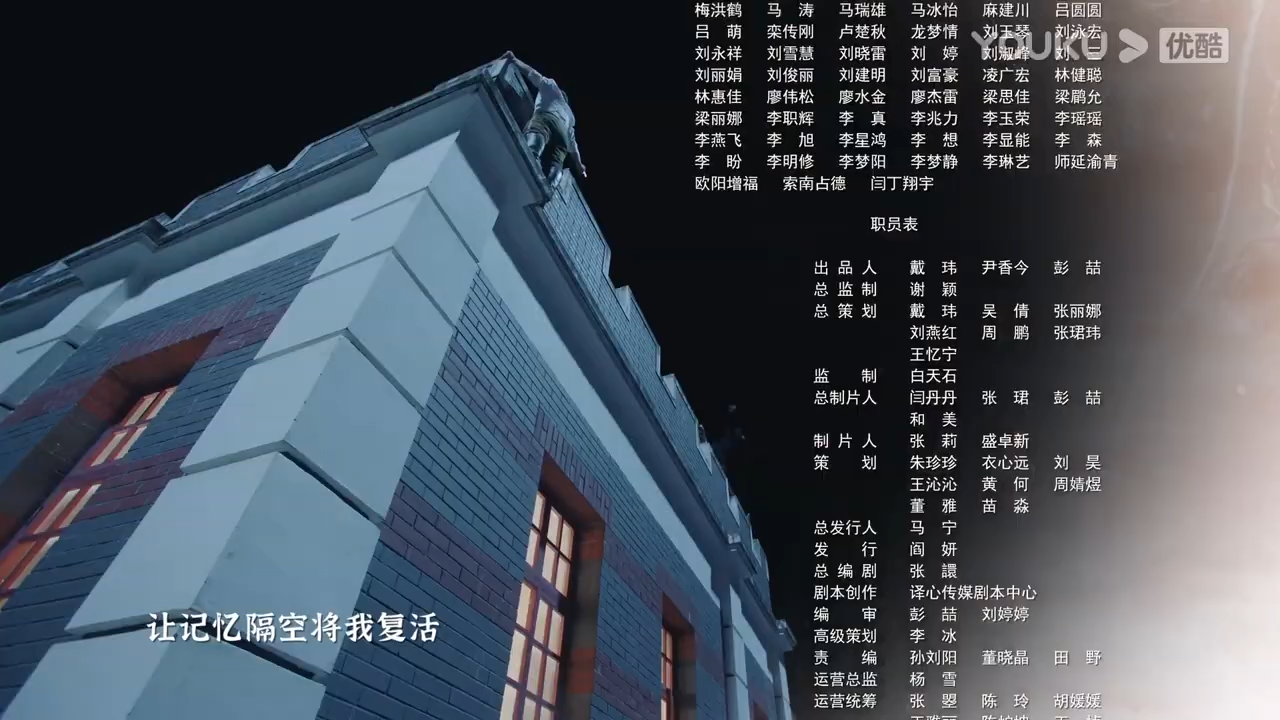 梅洪鹤 马 涛 马瑞雄 马冰怡 麻建川 吕圆圆
吕 萌 栾传刚 卢楚秋 龙梦情 刘玉琴 刘泳宏
YOUKU 优酷
刘永祥 刘雪慧 刘晓雷 刘 婷 刘淑峰 刘 三
刘丽娟 刘俊丽 刘建明 刘富豪 凌广宏 林健聪
林惠佳 廖伟松 廖水金 廖杰雷 梁思佳 梁鹏允
梁丽娜 李职辉 李 真 李兆力 李玉荣 李瑶瑶
李燕飞 李 旭 李星鸿 李 想 李显能 李 森
李 盼 李明修 李梦阳 李梦静 李琳艺 师延渝青
欧阳增福 索南占德 闫丁翔宇
职员表
出 品 人 戴 玮 尹香今 彭 喆
总 监 制 谢 颖
总 策 划 戴 玮 吴 倩 张丽娜
刘燕红 周 鹏 张珺玮
王忆宁
监 制 白天石
总制片人 闫丹丹 张 珺 彭 喆
和 美
制 片 人 张 莉 盛卓新
策 划 朱珍珍 衣心远 刘 昊
王沁沁 黄 何 周婧煜
董 雅 苗 淼
总发行人 马 宁
发 行 阎 妍
总 编 剧 张 譞
剧本创作 译心传媒剧本中心
编 审 彭 喆 刘婷婷
高级策划 李 冰
责 编 孙刘阳 董晓晶 田 野
运营总监 杨 雪
运营统筹 张 曌 陈 玲 胡媛媛
让记忆隔空将我复活